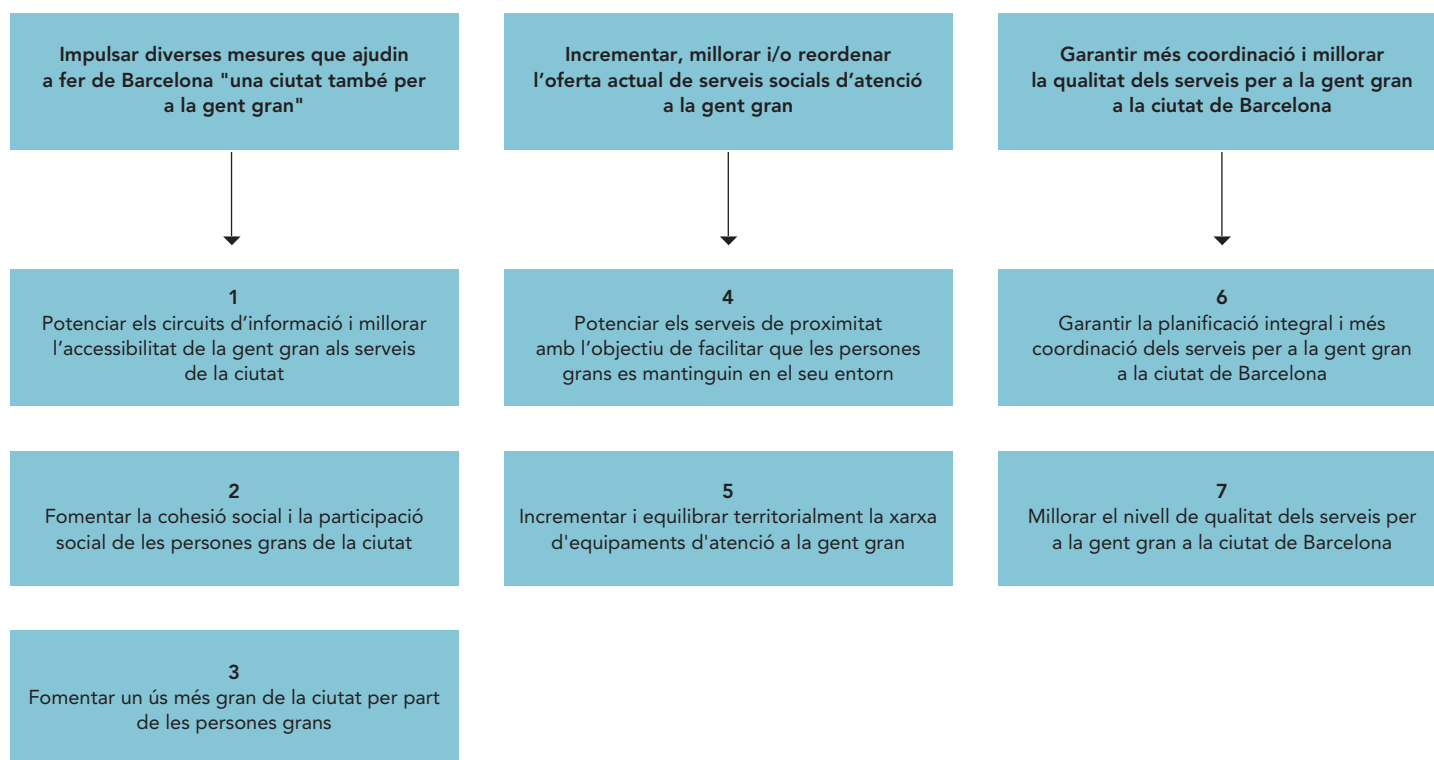 Impulsar diverses mesures que ajudin
a fer de Barcelona "una ciutat també per
a la gent gran"
Incrementar, millorar i/o reordenar
l’oferta actual de serveis socials d’atenció
a la gent gran
Garantir més coordinació i millorar
la qualitat dels serveis per a la gent gran
a la ciutat de Barcelona
1
Potenciar els circuits d’informació i millorar
l’accessibilitat de la gent gran als serveis
de la ciutat
4
Potenciar els serveis de proximitat
amb l’objectiu de facilitar que les persones
grans es mantinguin en el seu entorn
6
Garantir la planificació integral i més
coordinació dels serveis per a la gent gran
a la ciutat de Barcelona
2
Fomentar la cohesió social i la participació
social de les persones grans de la ciutat
5
Incrementar i equilibrar territorialment la xarxa
d'equipaments d'atenció a la gent gran
7
Millorar el nivell de qualitat dels serveis per
a la gent gran a la ciutat de Barcelona
3
Fomentar un ús més gran de la ciutat per part
de les persones grans